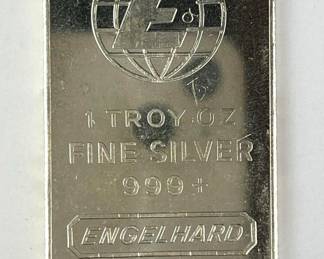 E
1 TROY OZ
FINE SILVER
999+
ENGELHARD